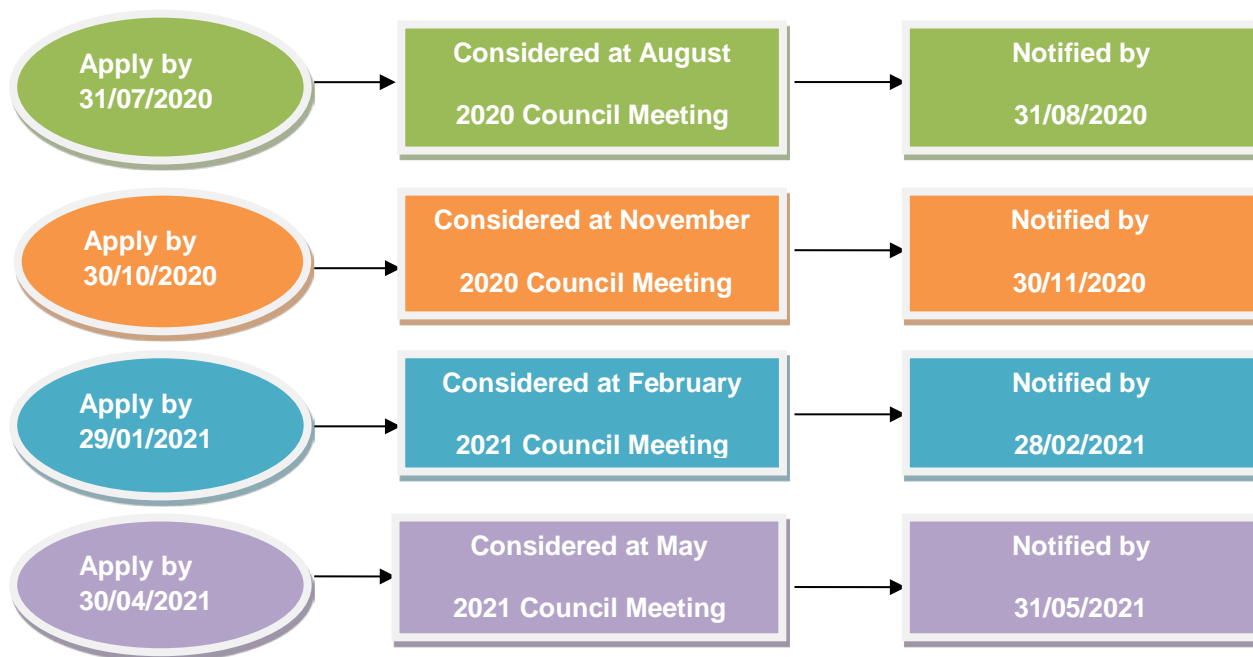 Apply by
31/07/2020
Considered at August
2020 Council Meeting
Notified by
31/08/2020
Apply by
30/10/2020
Considered at November
2020 Council Meeting
Notified by
30/11/2020
Apply by
29/01/2021
Considered at February
2021 Council Meeting
Notified by
28/02/2021
Apply by
30/04/2021
Considered at May
2021 Council Meeting
Notified by
31/05/2021